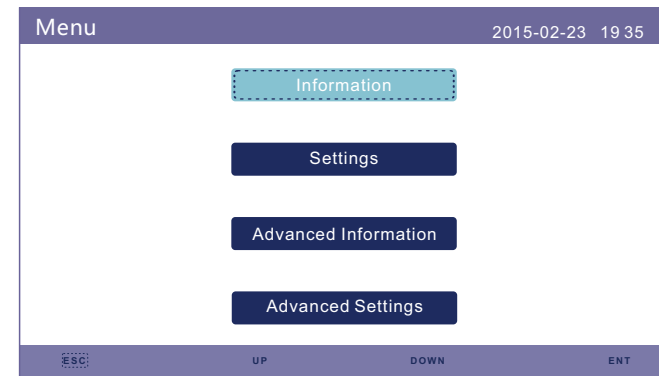 Menu 2015-02-23 19 35
Information
Settings
Advanced Information
Advanced Settings
ESC UP DOWN ENT